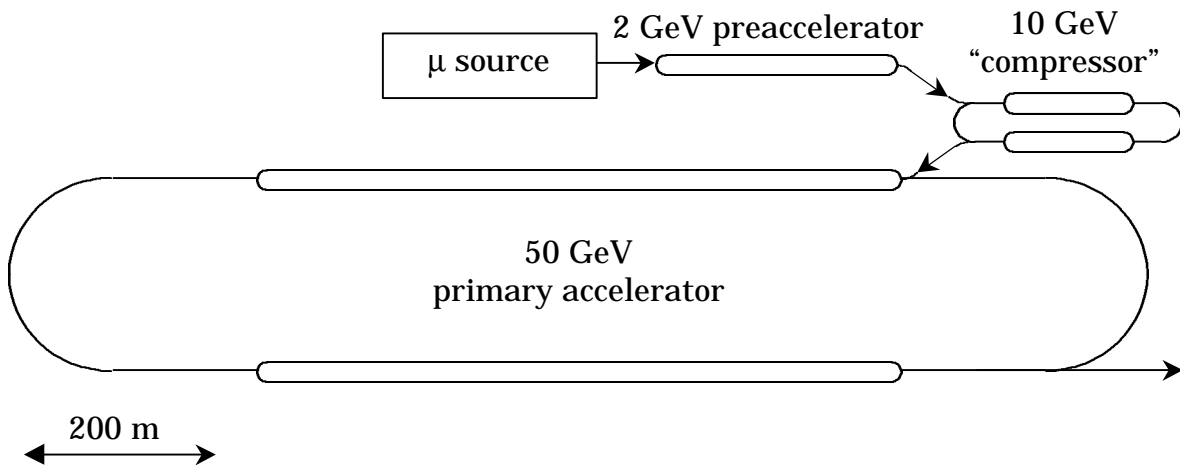 2 GeV preaccelerator
10 GeV
“compressor”
μ source
50 GeV
primary accelerator
200 m